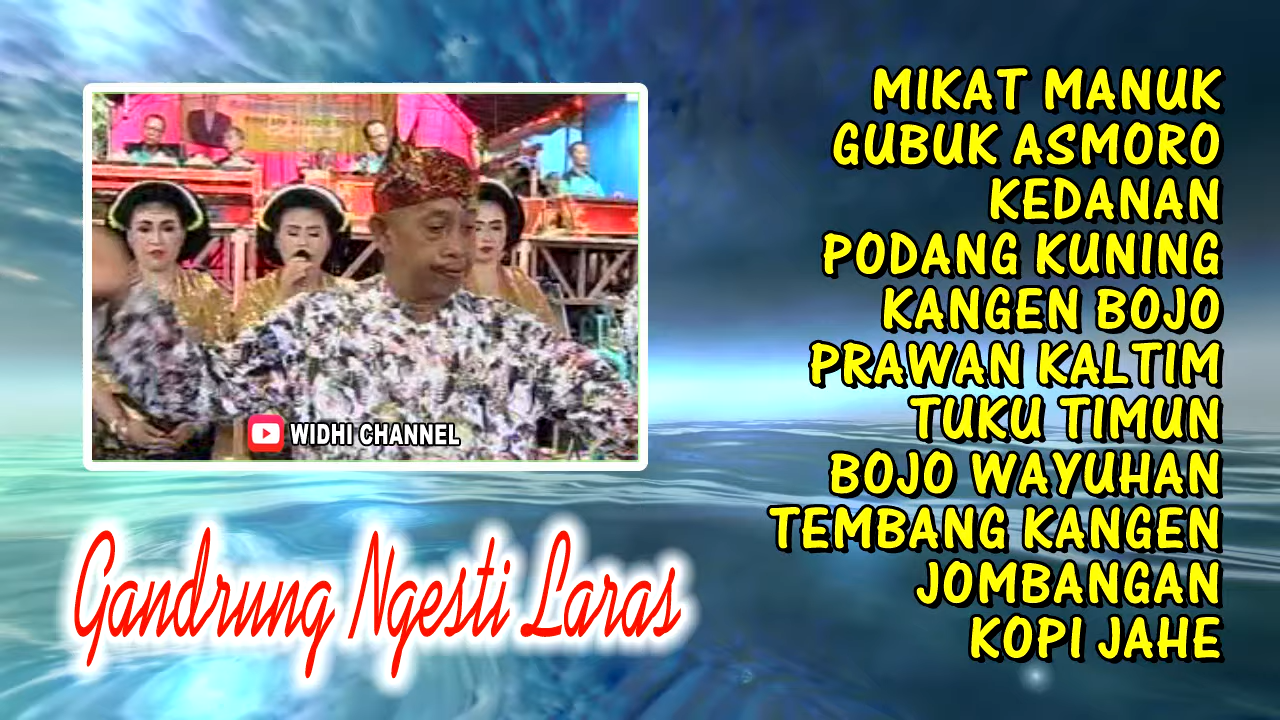 WIDHI CHANNEL
Gandrung Ngesti Laras
MIKAT MANUK
GUBUK ASMORO
KEDANAN
PODANG KUNING
KANGEN BOJO
PRAWAN KALTIM
TUKU TIMUN
BOJO WAYUHAN
TEMBANG KANGEN
JOMBANGAN
KOPI JAHE